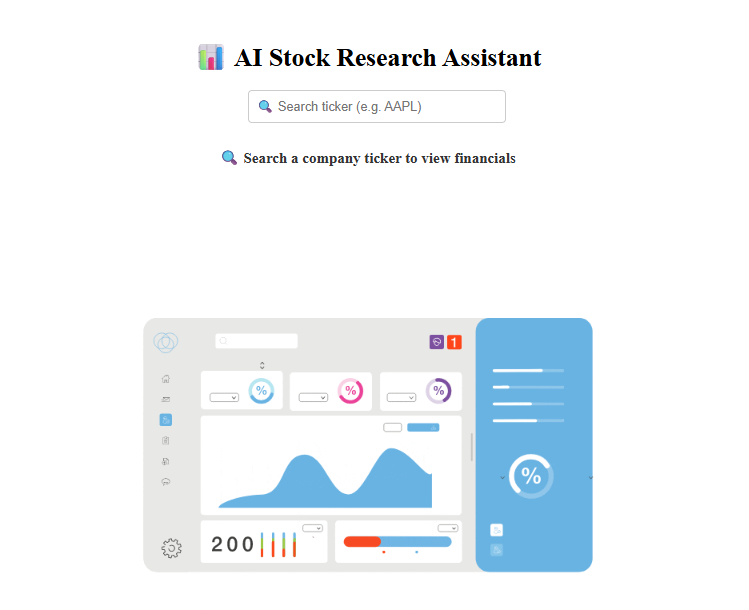 AI Stock Research Assistant
Search ticker (e.g. AAPL)
Search a company ticker to view financials
1
% % %
%
200